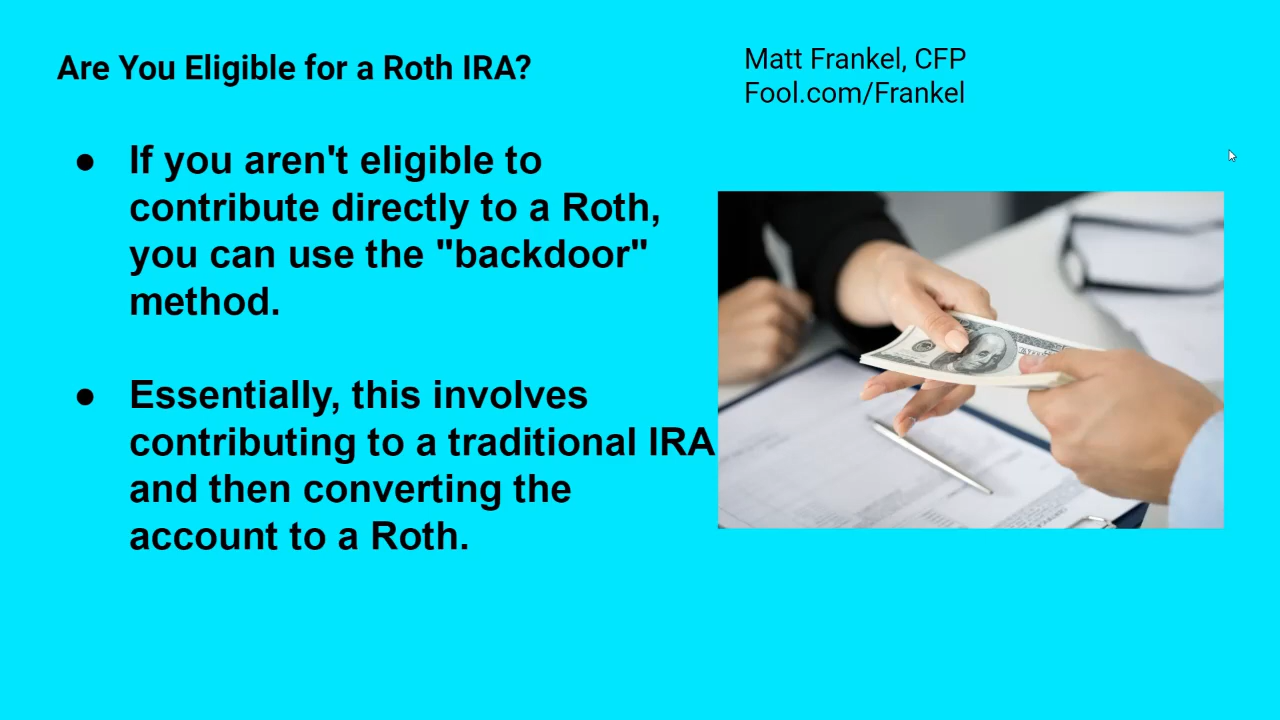 Are You Eligible for a Roth IRA?
Matt Frankel, CFP
Fool.com/Frankel
● If you aren't eligible to
contribute directly to a Roth,
you can use the "backdoor"
method.
● Essentially, this involves
contributing to a traditional IRA
and then converting the
account to a Roth.